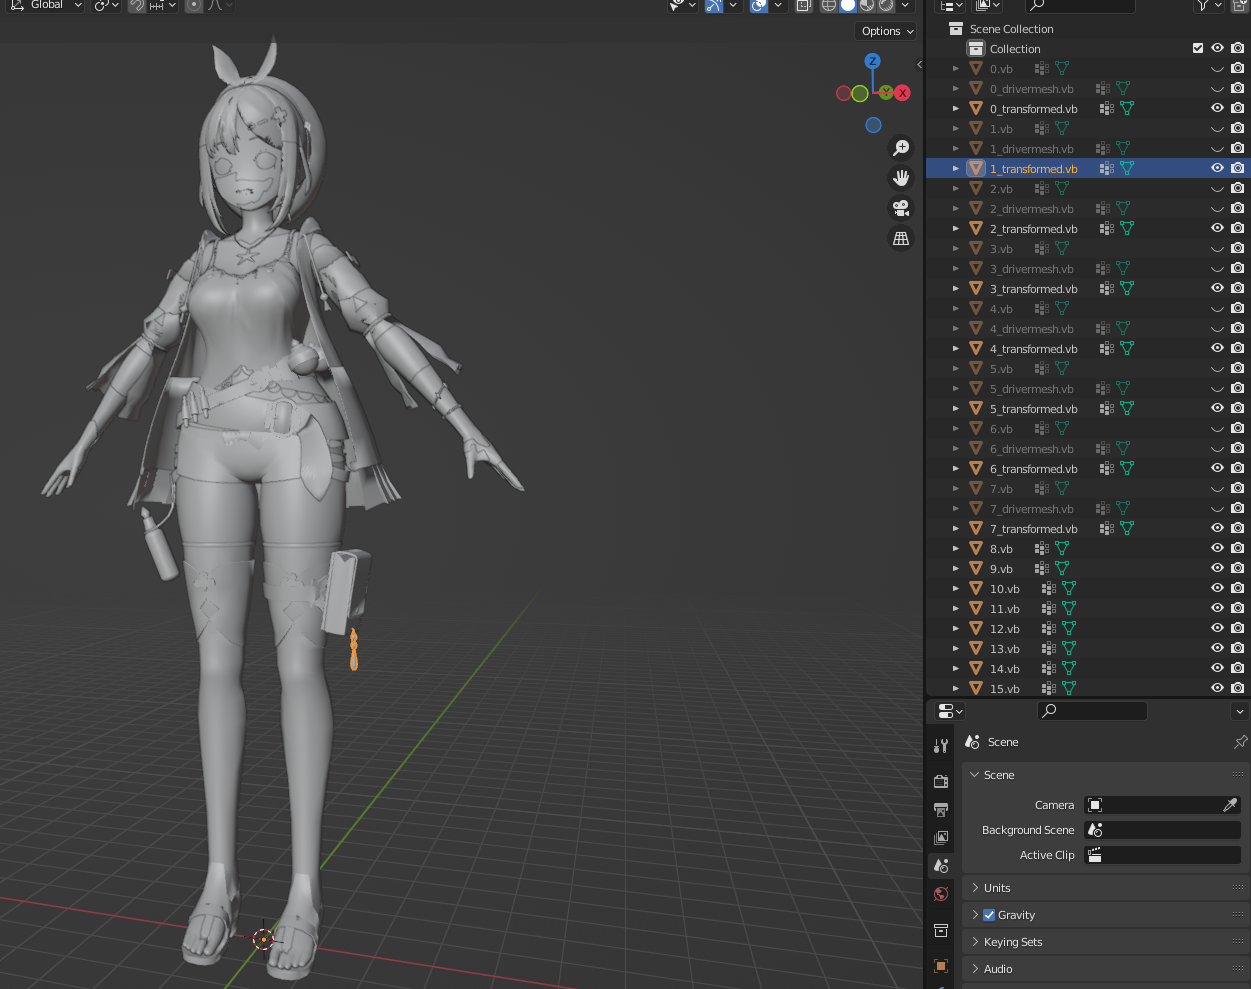 Global
Options
Z
Y
X
Scene Collection
Collection
0.vb
0_drivermesh.vb
0_transformed.vb
1.vb
1_drivermesh.vb
1_transformed.vb
2.vb
2_drivermesh.vb
2_transformed.vb
3.vb
3_drivermesh.vb
3_transformed.vb
4.vb
4_drivermesh.vb
4_transformed.vb
5.vb
5_drivermesh.vb
5_transformed.vb
6.vb
6_drivermesh.vb
6_transformed.vb
7.vb
7_drivermesh.vb
7_transformed.vb
8.vb
9.vb
10.vb
11.vb
12.vb
13.vb
14.vb
15.vb
Scene
Scene
Camera
Background Scene
Active Clip
Units
Gravity
Keying Sets
Audio